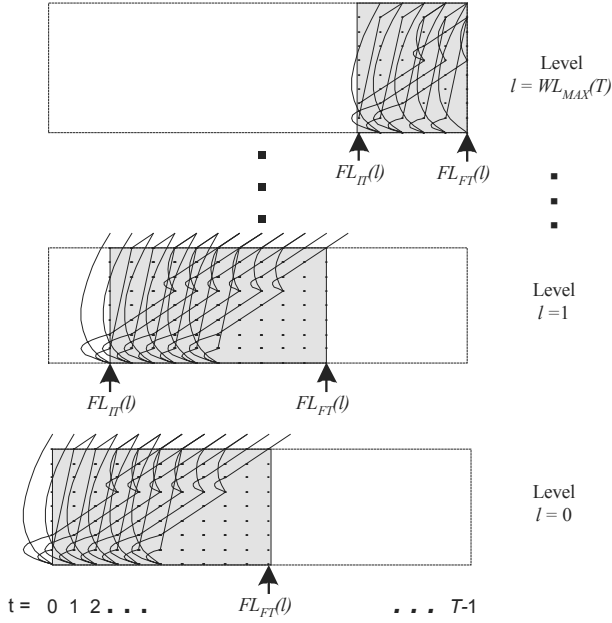 Level
l = WL_MAX(T)
FL_IT(l) FL_FT(l)
Level
l =1
FL_IT(l) FL_FT(l)
Level
l = 0
FL_FT(l)
t = 0 1 2 . . . . . . T-1